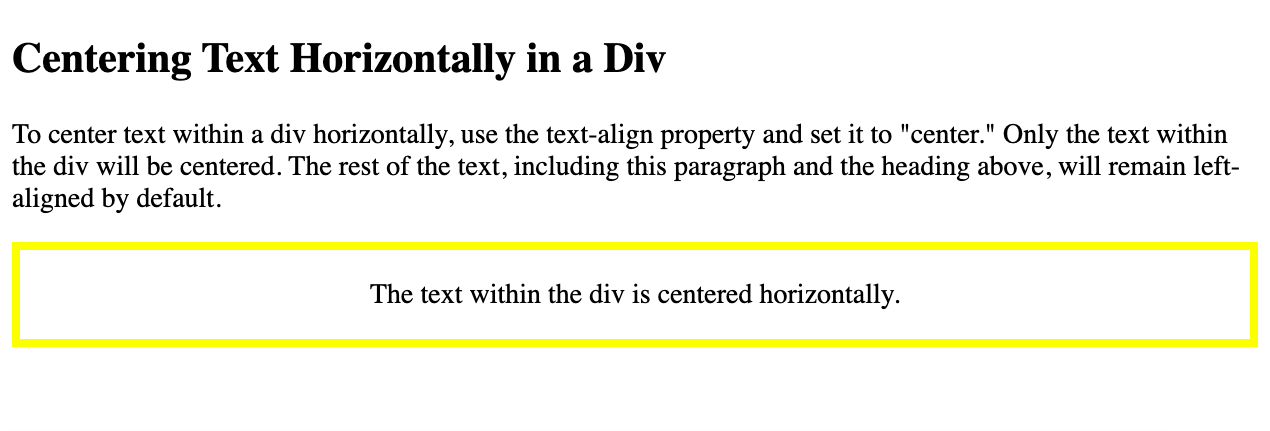 Centering Text Horizontally in a Div
To center text within a div horizontally, use the text-align property and set it to "center." Only the text within
the div will be centered. The rest of the text, including this paragraph and the heading above, will remain left-
aligned by default.
The text within the div is centered horizontally.